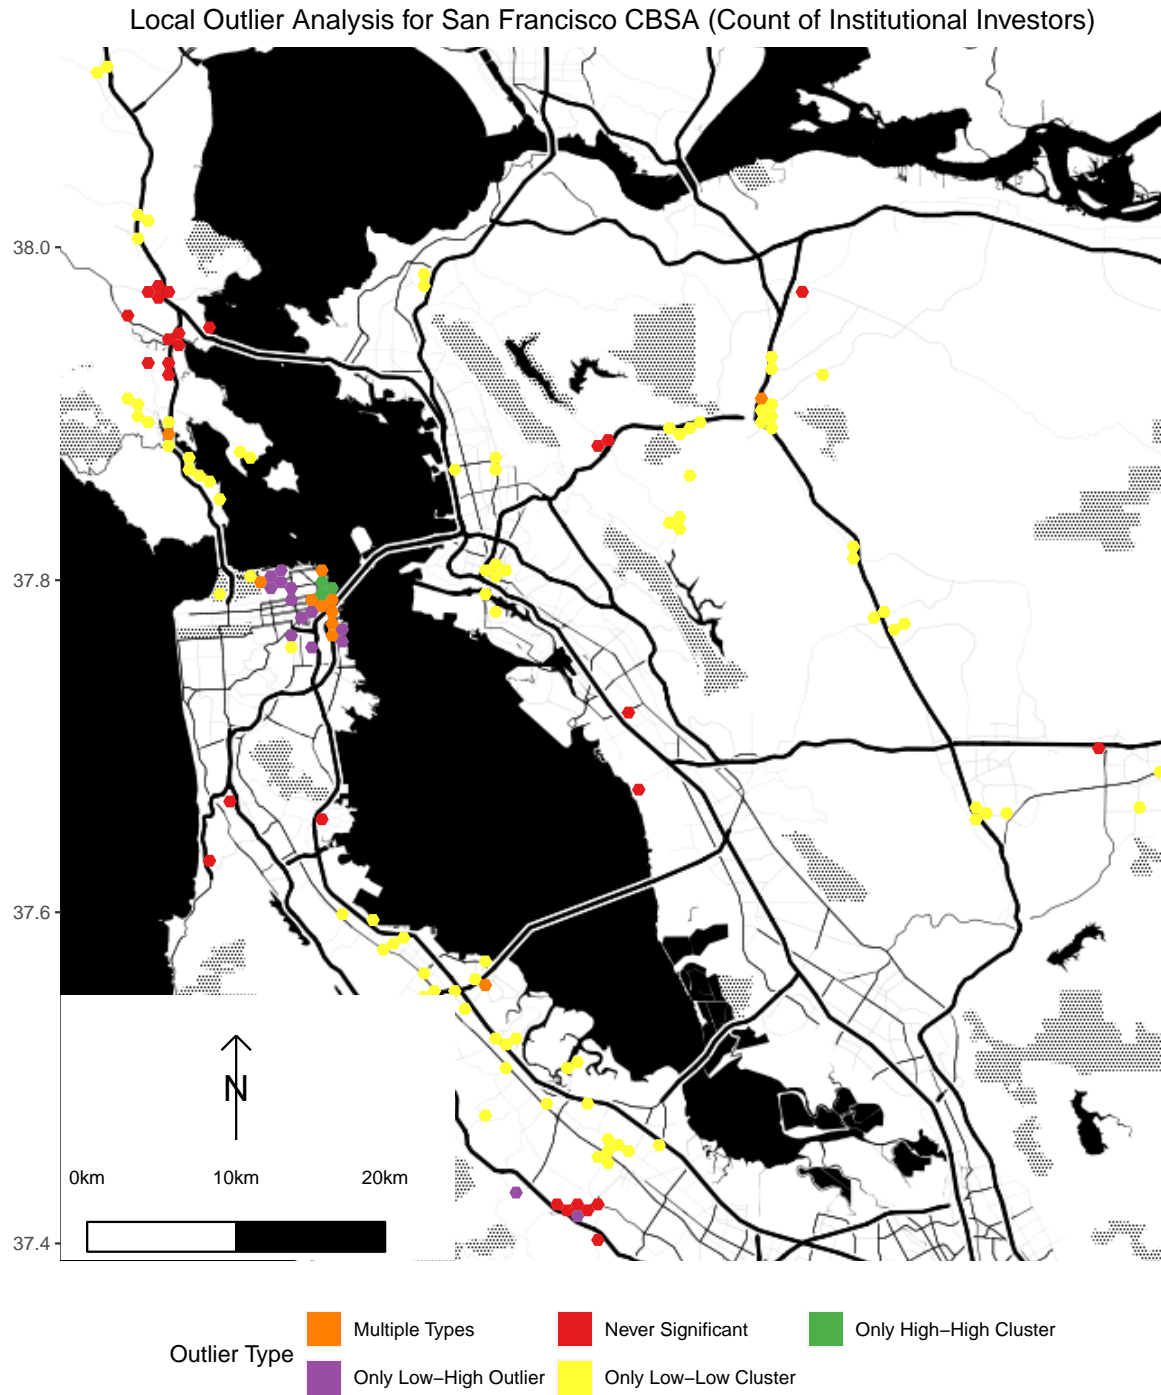 Local Outlier Analysis for San Francisco CBSA (Count of Institutional Investors)
38.0
37.8
37.6
37.4
N
0km 10km 20km
Outlier Type
Multiple Types
Never Significant
Only High−High Cluster
Only Low−High Outlier
Only Low−Low Cluster